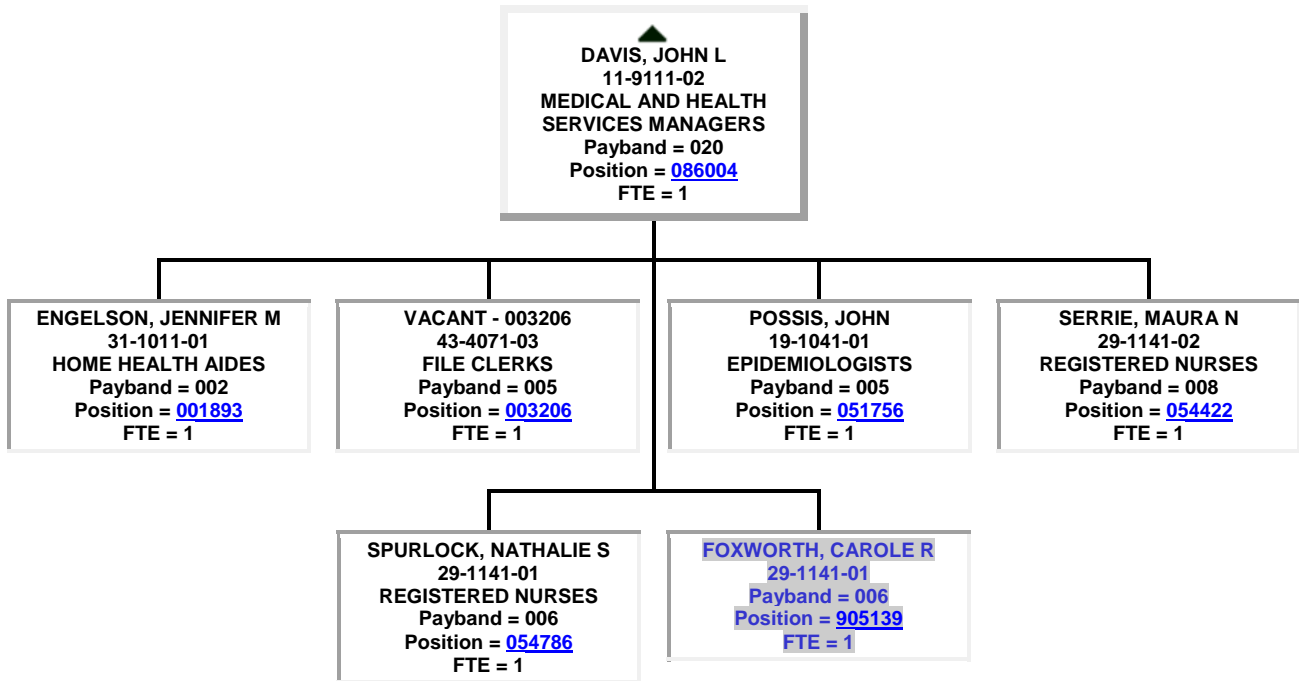 DAVIS, JOHN L
11-9111-02
MEDICAL AND HEALTH
SERVICES MANAGERS
Payband = 020
Position = 086004
FTE = 1
ENGELSON, JENNIFER M
31-1011-01
HOME HEALTH AIDES
Payband = 002
Position = 001893
FTE = 1
VACANT - 003206
43-4071-03
FILE CLERKS
Payband = 005
Position = 003206
FTE = 1
POSSIS, JOHN
19-1041-01
EPIDEMIOLOGISTS
Payband = 005
Position = 051756
FTE = 1
SERRIE, MAURA N
29-1141-02
REGISTERED NURSES
Payband = 008
Position = 054422
FTE = 1
SPURLOCK, NATHALIE S
29-1141-01
REGISTERED NURSES
Payband = 006
Position = 054786
FTE = 1
FOXWORTH, CAROLE R
29-1141-01
Payband = 006
Position = 905139
FTE = 1